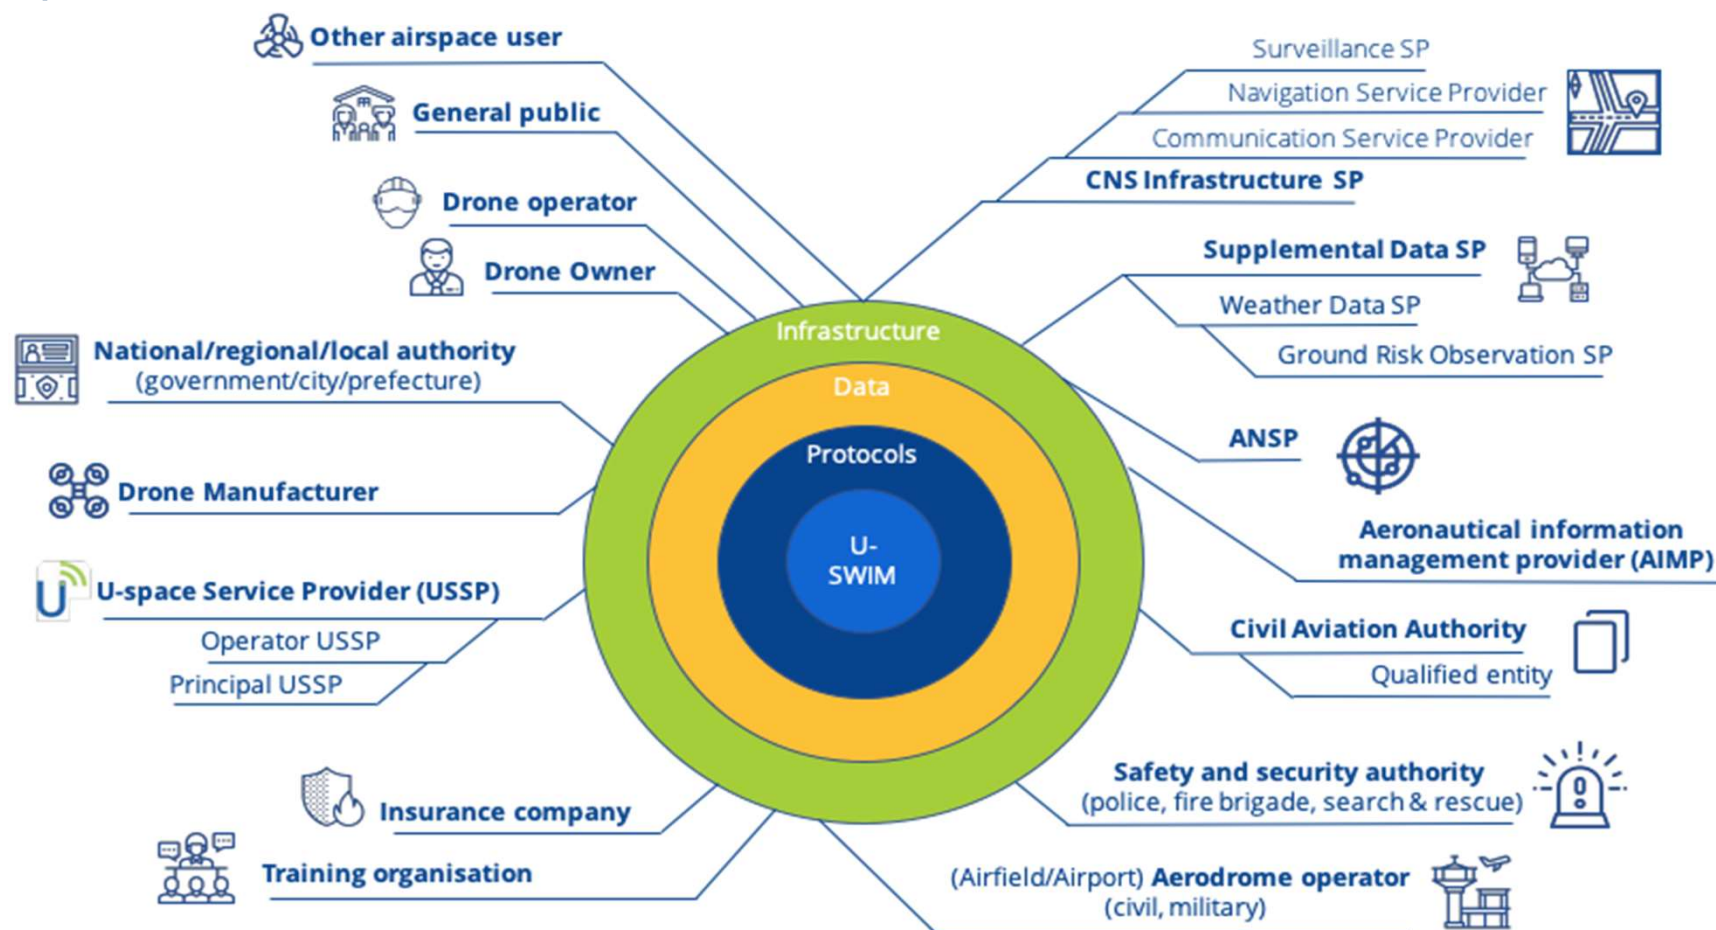 Other airspace user
General public
Drone operator
Drone Owner
National/regional/local authority
(government/city/prefecture)
Drone Manufacturer
U
U-space Service Provider (USSP)
Operator USSP
Principal USSP
Insurance company
Training organisation
Infrastructure
Data
Protocols
U-
SWIM
Surveillance SP
Navigation Service Provider
Communication Service Provider
CNS Infrastructure SP
Supplemental Data SP
Weather Data SP
Ground Risk Observation SP
ANSP
Aeronautical information
management provider (AIMP)
Civil Aviation Authority
Qualified entity
Safety and security authority
(police, fire brigade, search & rescue)
(Airfield/Airport) Aerodrome operator
(civil, military)